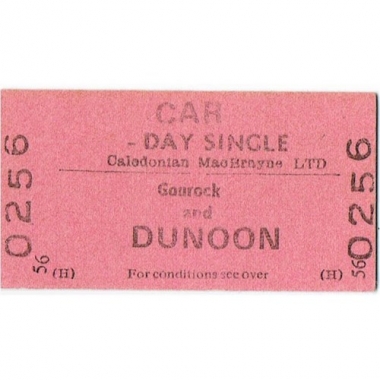 CAR
- DAY SINGLE
Caledonian MacBrayne LTD
Gourock
and
DUNOON
For conditions see over
(H)
(H)
0256
56
0256
56